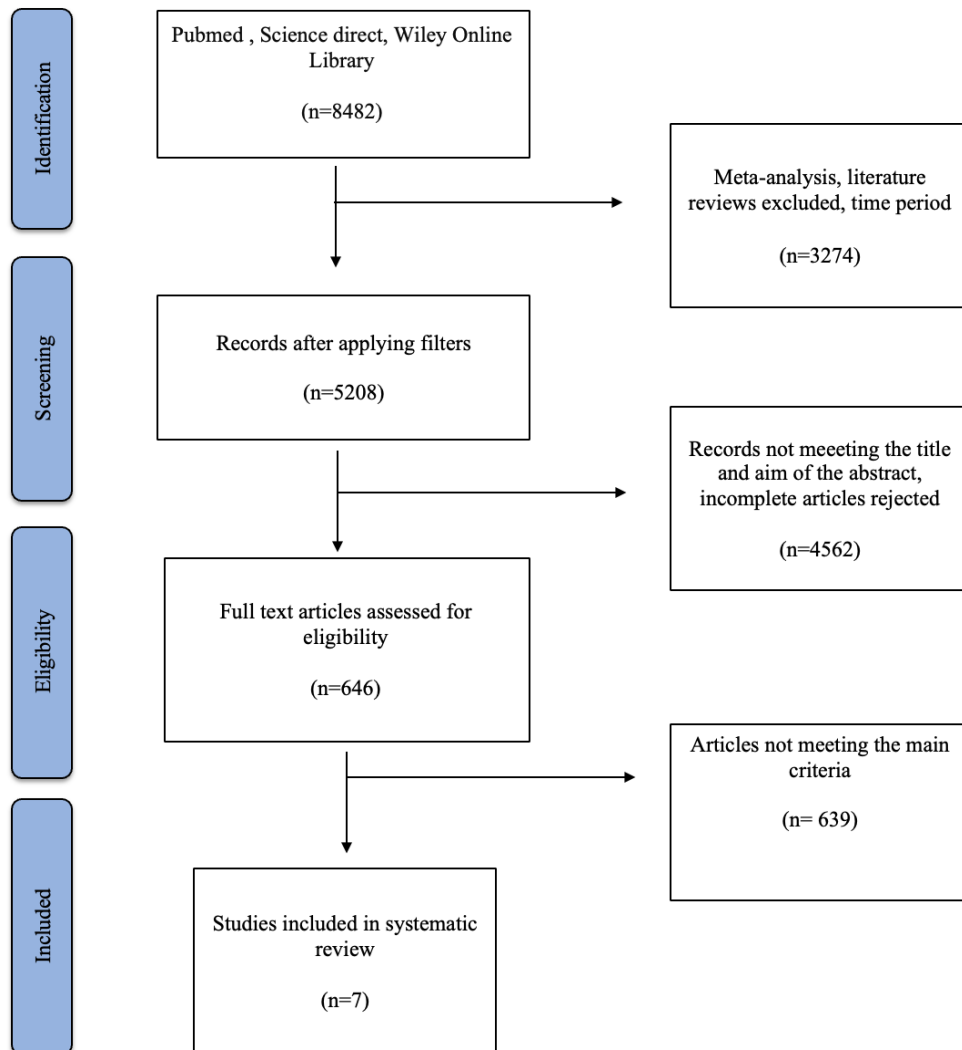 Identification
Pubmed , Science direct, Wiley Online
Library
(n=8482)
Meta-analysis, literature
reviews excluded, time period
(n=3274)
Screening
Records after applying filters
(n=5208)
Records not meeeting the title
and aim of the abstract,
incomplete articles rejected
(n=4562)
Eligibility
Full text articles assessed for
eligibility
(n=646)
Articles not meeting the main
criteria
(n= 639)
Included
Studies included in systematic
review
(n=7)